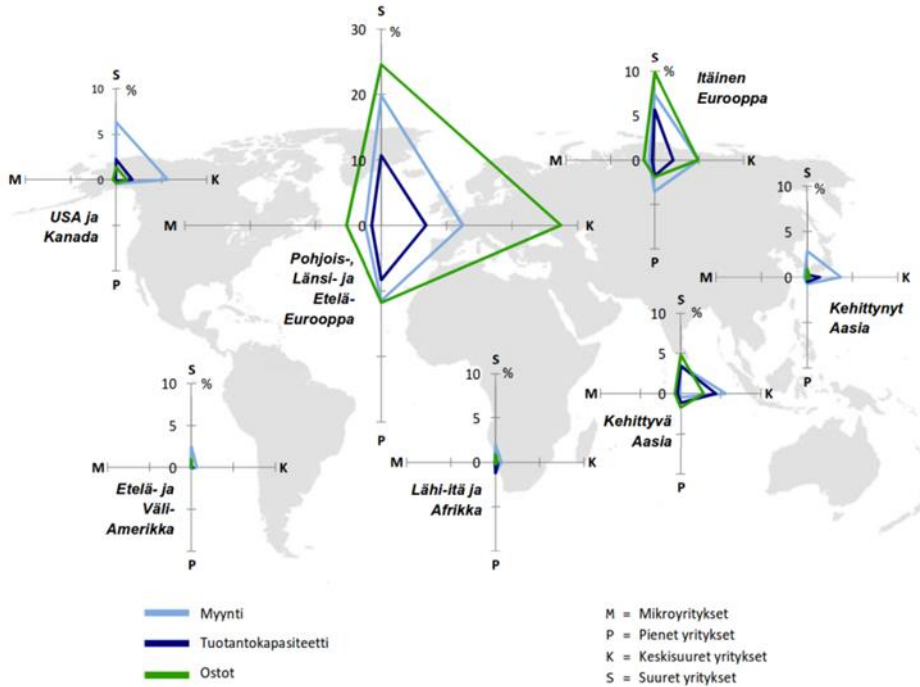 S
%
30
20
10
0
M
K
P
Pohjois-,
Länsi- ja
Etelä-
Eurooppa
S
%
10
5
0
M
K
P
USA ja
Kanada
S
%
10
5
0
M
K
P
Itäinen
Eurooppa
S
%
10
5
0
M
K
P
Kehittynyt
Aasia
S
%
10
5
0
M
K
P
Kehittyvä
Aasia
S
%
10
5
0
M
K
P
Etelä- ja
Väli-
Amerikka
S
%
10
5
0
M
K
P
Lähi-itä ja
Afrikka
Myynti
Tuotantokapasiteetti
Ostot
M = Mikroyritykset
P = Pienet yritykset
K = Keskisuuret yritykset
S = Suuret yritykset